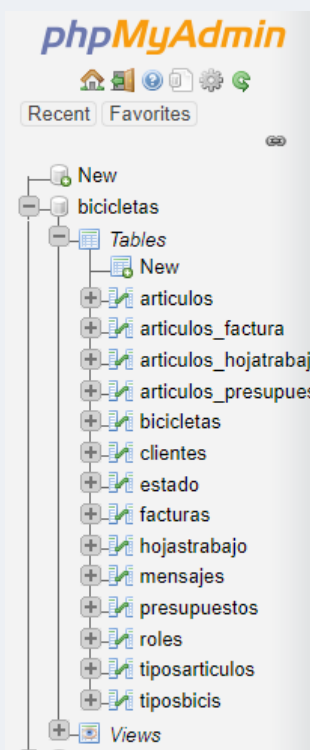 phpMyAdmin
Recent Favorites
New
bicicletas
Tables
New
articulos
articulos_factura
articulos_hojatrabaj
articulos_presupues
bicicletas
clientes
estado
facturas
hojastrabajo
mensajes
presupuestos
roles
tiposarticulos
tiposbicis
Views